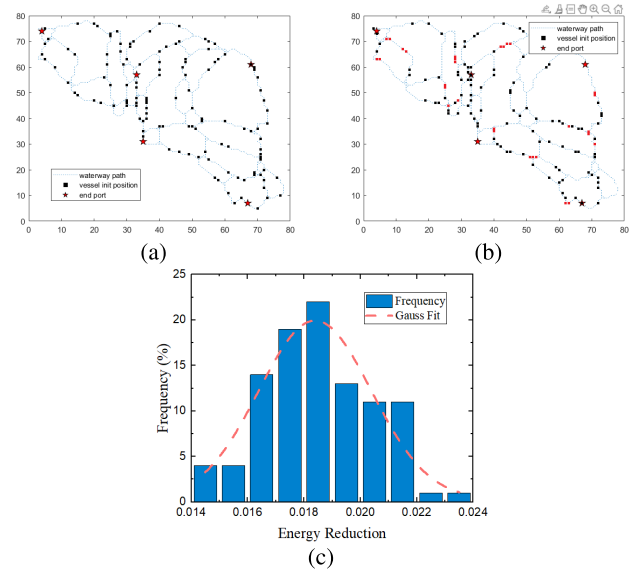 80
70
60
50
40
30
20
10
0
0 10 20 30 40 50 60 70 80
waterway path
vessel init position
end port
(a)
80
70
60
50
40
30
20
10
0
0 10 20 30 40 50 60 70 80
waterway path
vessel init position
end port
(b)
25
20
15
10
5
0
Frequency (%)
0.014 0.016 0.018 0.020 0.022 0.024
Energy Reduction
Frequency
Gauss Fit
(c)